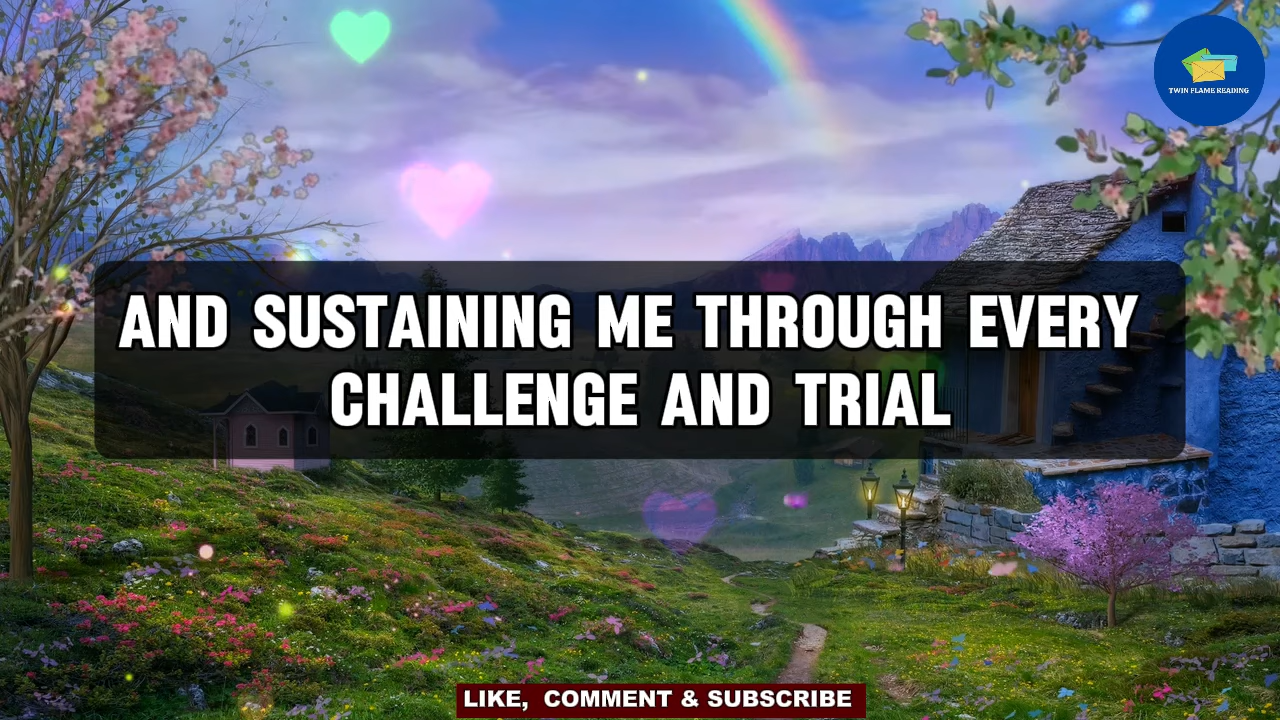 TWIN FLAME READING
AND SUSTAINING ME THROUGH EVERY
CHALLENGE AND TRIAL
LIKE, COMMENT & SUBSCRIBE